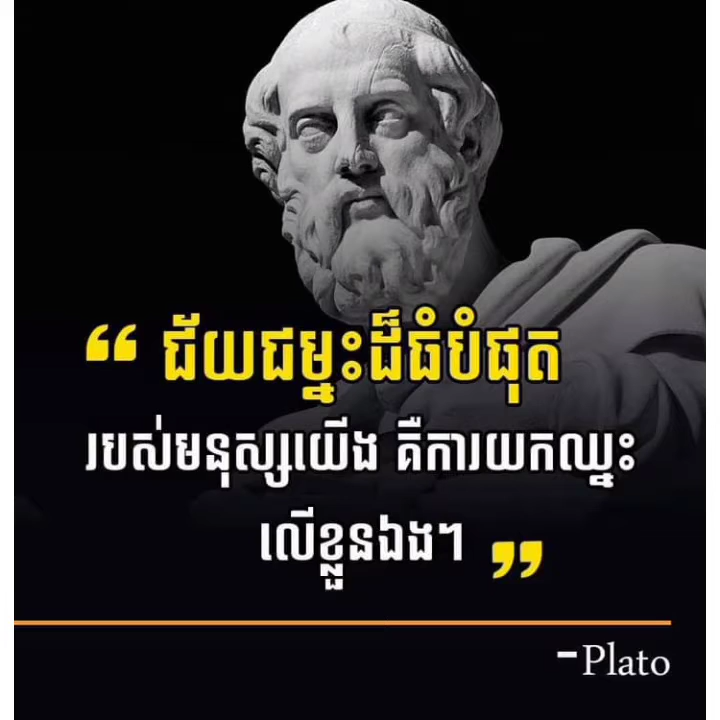 “ ជ័យជម្នះដ៏ធំបំផុត
របស់មនុស្សយើង គឺការយកឈ្នះ
លើខ្លួនឯងៗ ”
-Plato